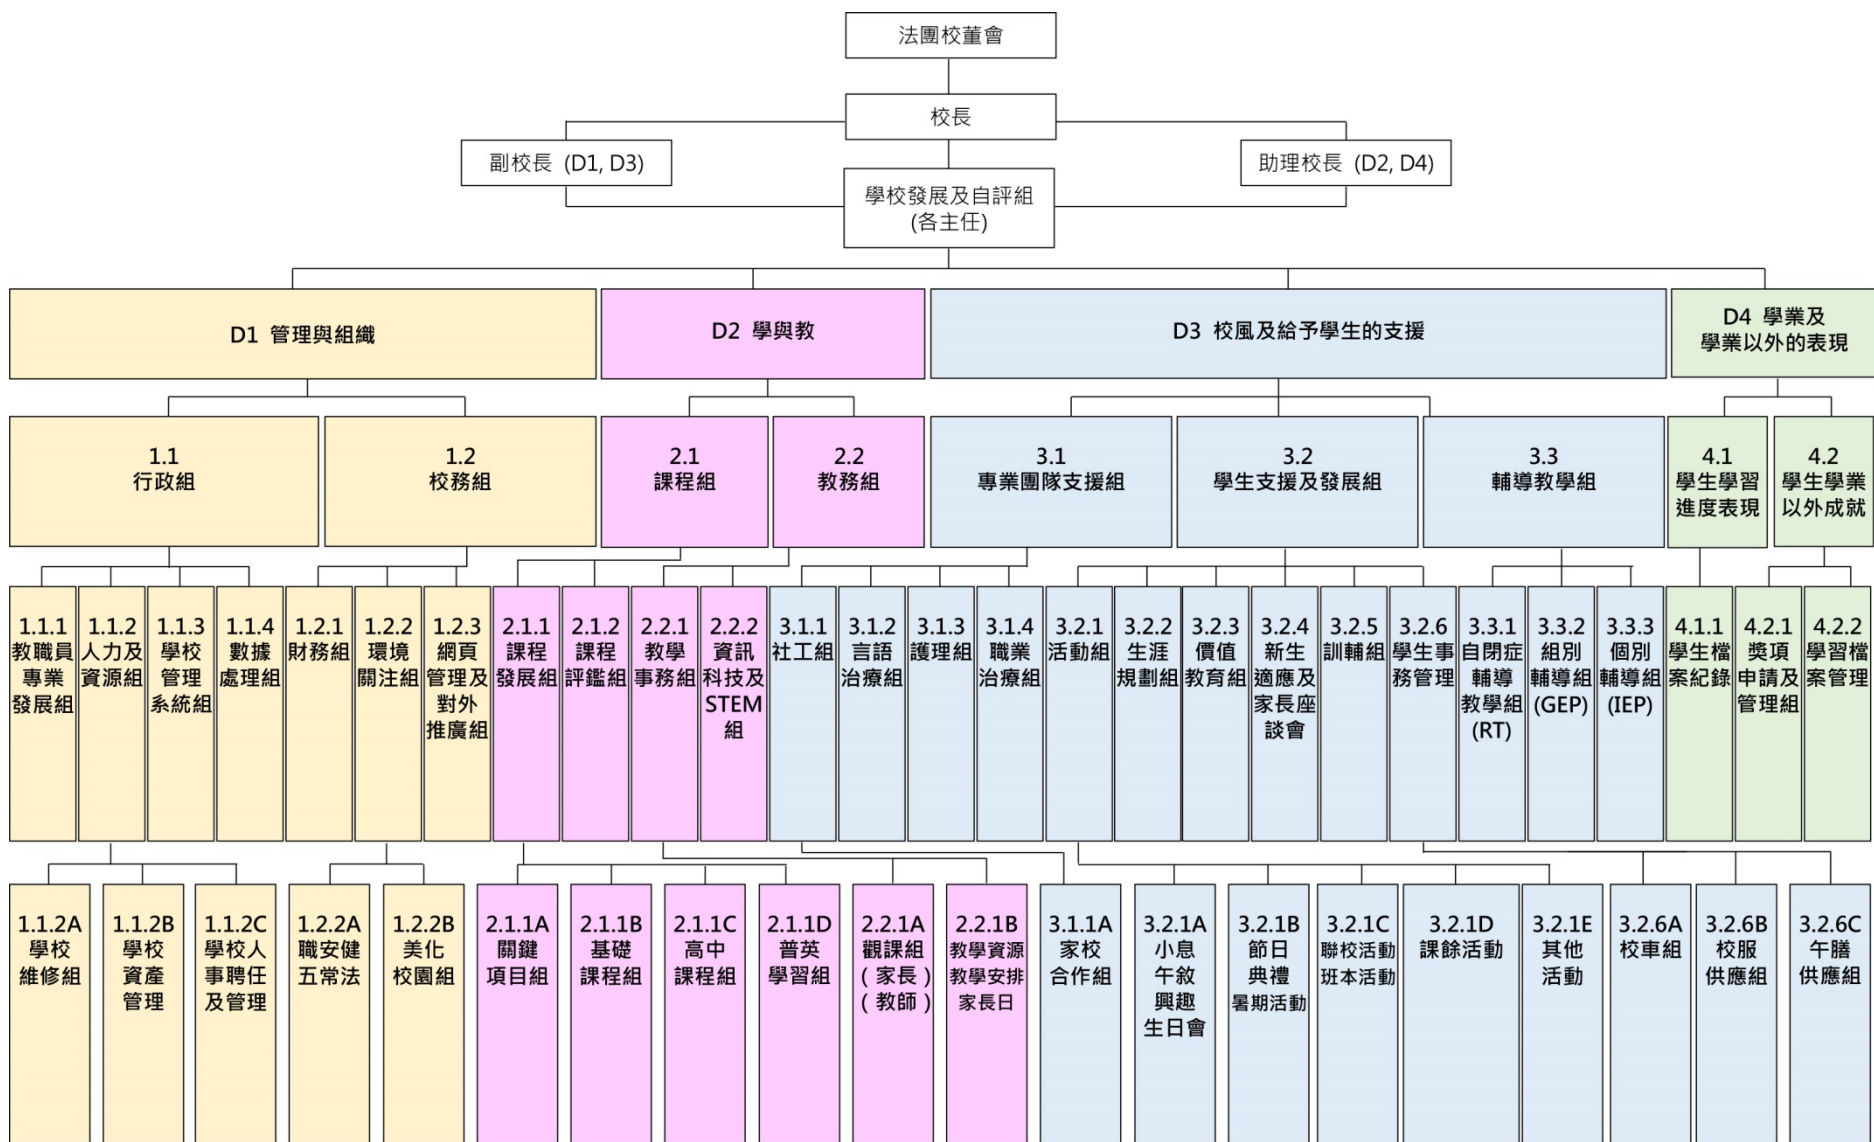 法團校董會
校長
副校長 (D1, D3)
助理校長 (D2, D4)
學校發展及自評組
(各主任)
D1 管理與組織
D2 學與教
D3 校風及給予學生的支援
D4 學業及
學業以外的表現
1.1
行政組
1.2
校務組
2.1
課程組
2.2
教務組
3.1
專業團隊支援組
3.2
學生支援及發展組
3.3
輔導教學組
4.1
學生學習
進度表現
4.2
學生學業
以外成就
1.1.1
教職員
專業
發展組
1.1.2
人力及
資源組
1.1.3
學校
管理
系統組
1.1.4
數據
處理組
1.2.1
財務組
1.2.2
環境
關注組
1.2.3
網頁
管理及
對外
推廣組
2.1.1
課程
發展組
2.1.2
課程
評鑑組
2.2.1
教學
事務組
2.2.2
資訊
科技及
STEM
組
3.1.1
社工組
3.1.2
言語
治療組
3.1.3
護理組
3.1.4
職業
治療組
3.2.1
活動組
3.2.2
生涯
規劃組
3.2.3
價值
教育組
3.2.4
新生
適應及
家長座
談會
3.2.5
訓輔組
3.2.6
學生事
務管理
3.3.1
自閉症
輔導
教學組
(RT)
3.3.2
組別
輔導組
(GEP)
3.3.3
個別
輔導組
(IEP)
4.1.1
學生檔
案紀錄
4.2.1
獎項
申請及
管理組
4.2.2
學習檔
案管理
1.1.2A
學校
維修組
1.1.2B
學校
資產
管理
1.1.2C
學校人
事聘任
及管理
1.2.2A
職安健
五常法
1.2.2B
美化
校園組
2.1.1A
關鍵
項目組
2.1.1B
基礎
課程組
2.1.1C
高中
課程組
2.1.1D
普英
學習組
2.2.1A
觀課組
(家長)
(教師)
2.2.1B
教學資源
教學安排
家長日
3.1.1A
家校
合作組
3.2.1A
小息
午敘
興趣
生日會
3.2.1B
節日
典禮
暑期活動
3.2.1C
聯校活動
班本活動
3.2.1D
課餘活動
3.2.1E
其他
活動
3.2.6A
校車組
3.2.6B
校服
供應組
3.2.6C
午膳
供應組